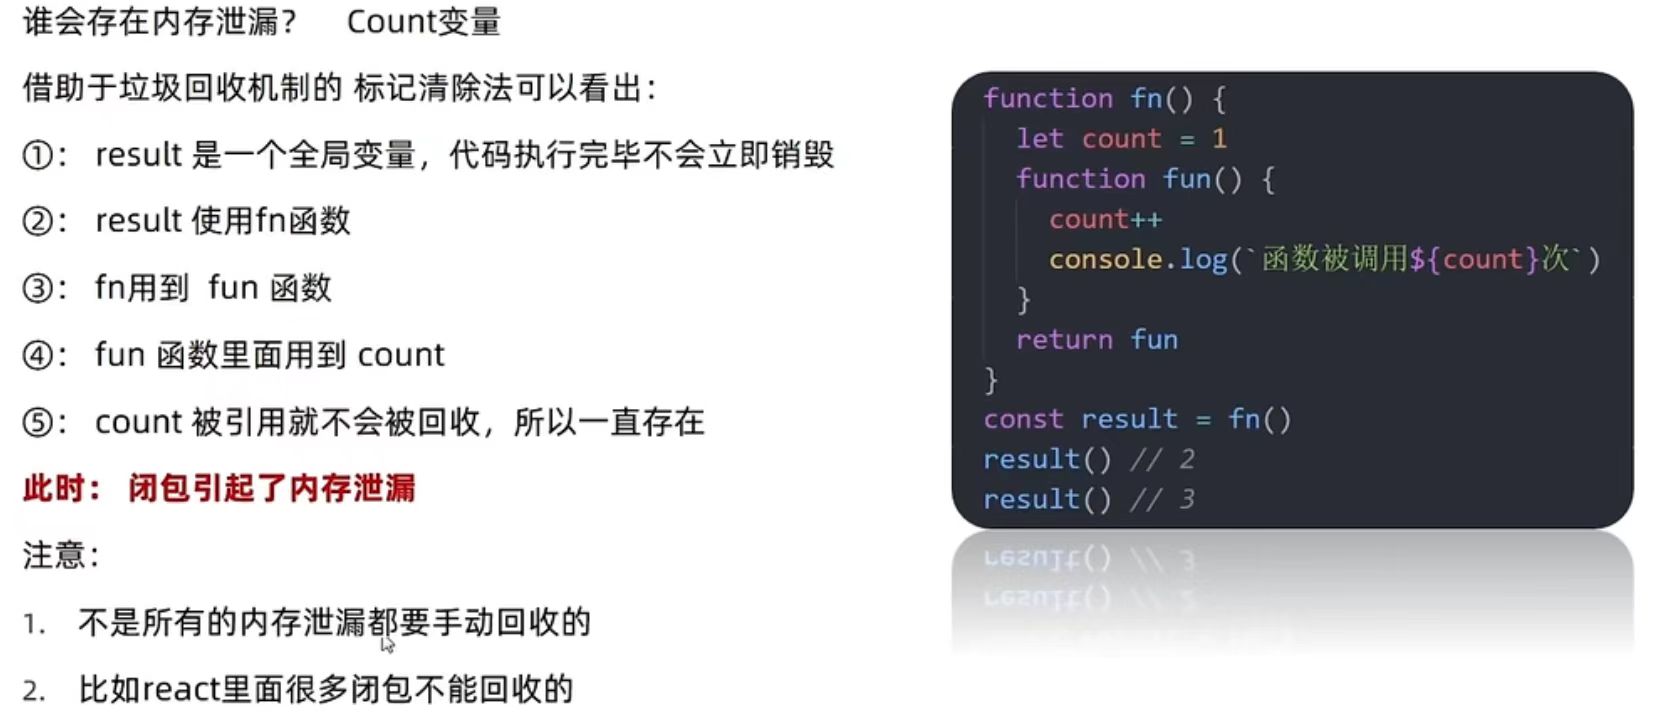 谁会存在内存泄漏？ Count变量
借助于垃圾回收机制的 标记清除法可以看出：
①： result 是一个全局变量，代码执行完毕不会立即销毁
②： result 使用fn函数
③： fn用到 fun 函数
④： fun 函数里面用到 count
⑤： count 被引用就不会被回收，所以一直存在
此时： 闭包引起了内存泄漏
注意：
1. 不是所有的内存泄漏都要手动回收的
2. 比如react里面很多闭包不能回收的
function fn() {
  let count = 1
  function fun() {
    count++
    console.log(`函数被调用${count}次`)
  }
  return fun
}
const result = fn()
result() // 2
result() // 3